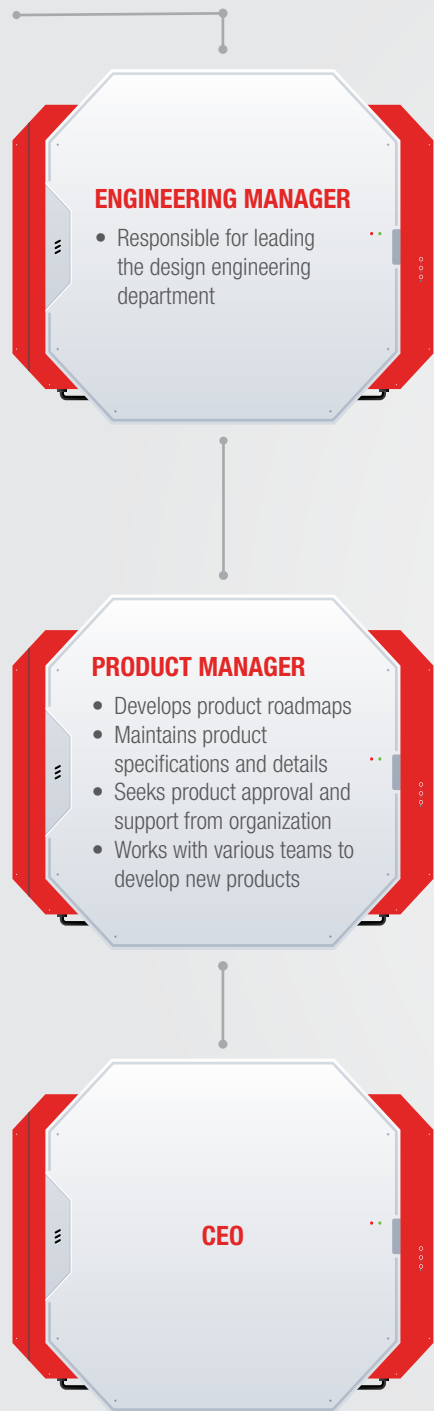 ENGINEERING MANAGER
• Responsible for leading
the design engineering
department
PRODUCT MANAGER
• Develops product roadmaps
• Maintains product
specifications and details
• Seeks product approval and
support from organization
• Works with various teams to
develop new products
CEO